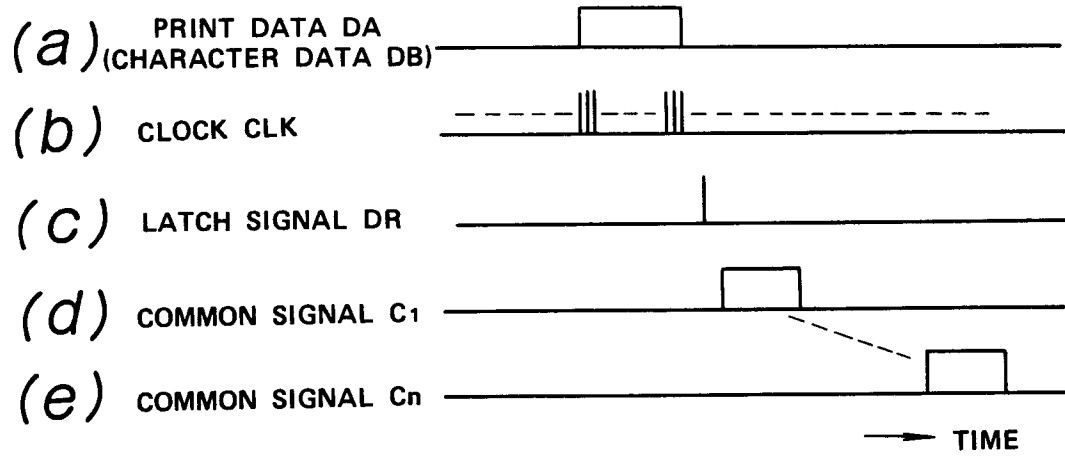 (a) PRINT DATA DA
(CHARACTER DATA DB)
(b) CLOCK CLK
(c) LATCH SIGNAL DR
(d) COMMON SIGNAL C1
(e) COMMON SIGNAL Cn
TIME